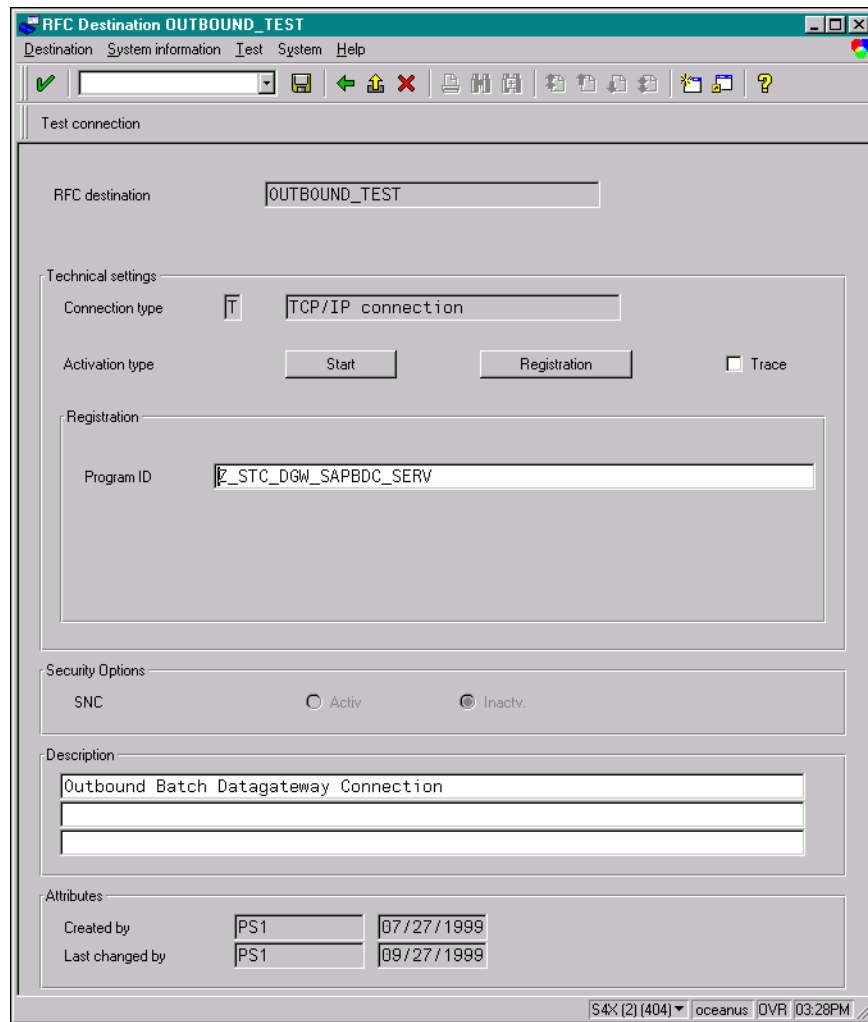 RFC Destination OUTBOUND_TEST
Destination System information Test System Help
Test connection
RFC destination OUTBOUND_TEST
Technical settings
Connection type T TCP/IP connection
Activation type Start Registration Trace
Registration
Program ID Z_STC_DGW_SAPBDC_SERV
Security Options
SNC Activ Inactv.
Description
Outbound Batch Datagateway Connection
Attributes
Created by PS1 07/27/1999
Last changed by PS1 09/27/1999
S4X (2) (404) oceanus OVR 03:28PM